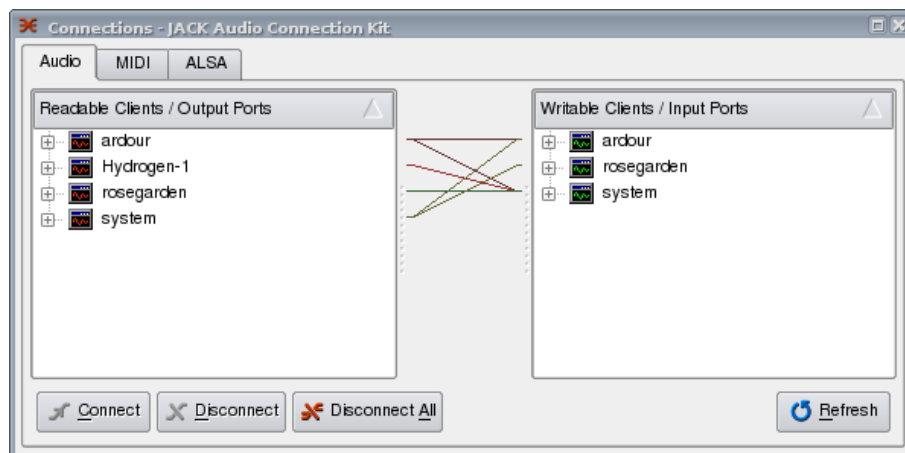 Connections - JACK Audio Connection Kit
Audio MIDI ALSA
Readable Clients / Output Ports
ardour
Hydrogen-1
rosegarden
system
Writable Clients / Input Ports
ardour
rosegarden
system
Connect Disconnect Disconnect All Refresh